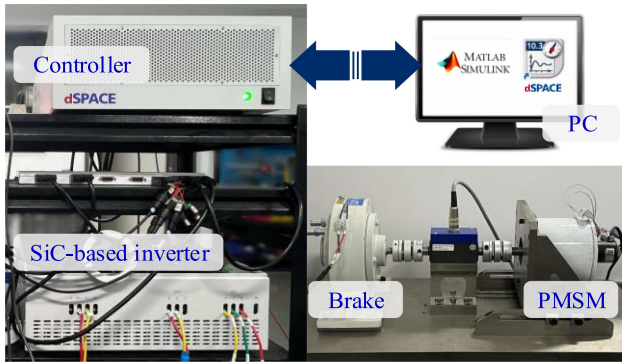 Controller
dSPACE
MATLAB
SIMULINK
10.3
dSPACE
PC
SiC-based inverter
Brake
PMSM